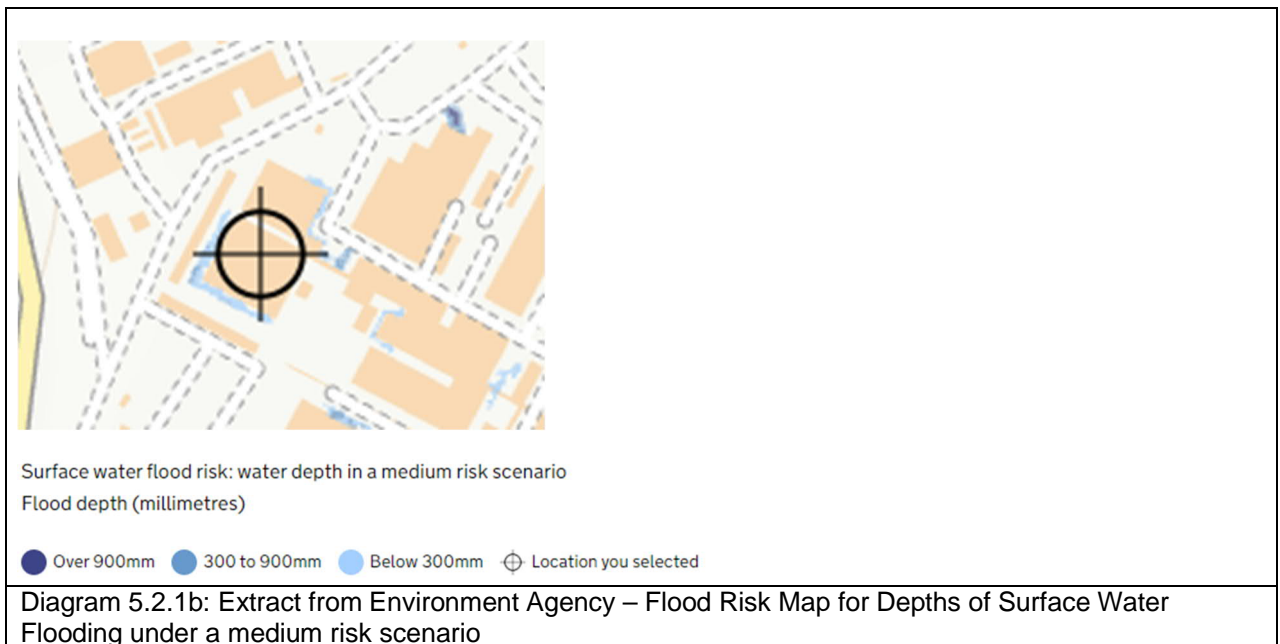 Surface water flood risk: water depth in a medium risk scenario
Flood depth (millimetres)
Over 900mm 300 to 900mm Below 300mm Location you selected
Diagram 5.2.1b: Extract from Environment Agency – Flood Risk Map for Depths of Surface Water
Flooding under a medium risk scenario